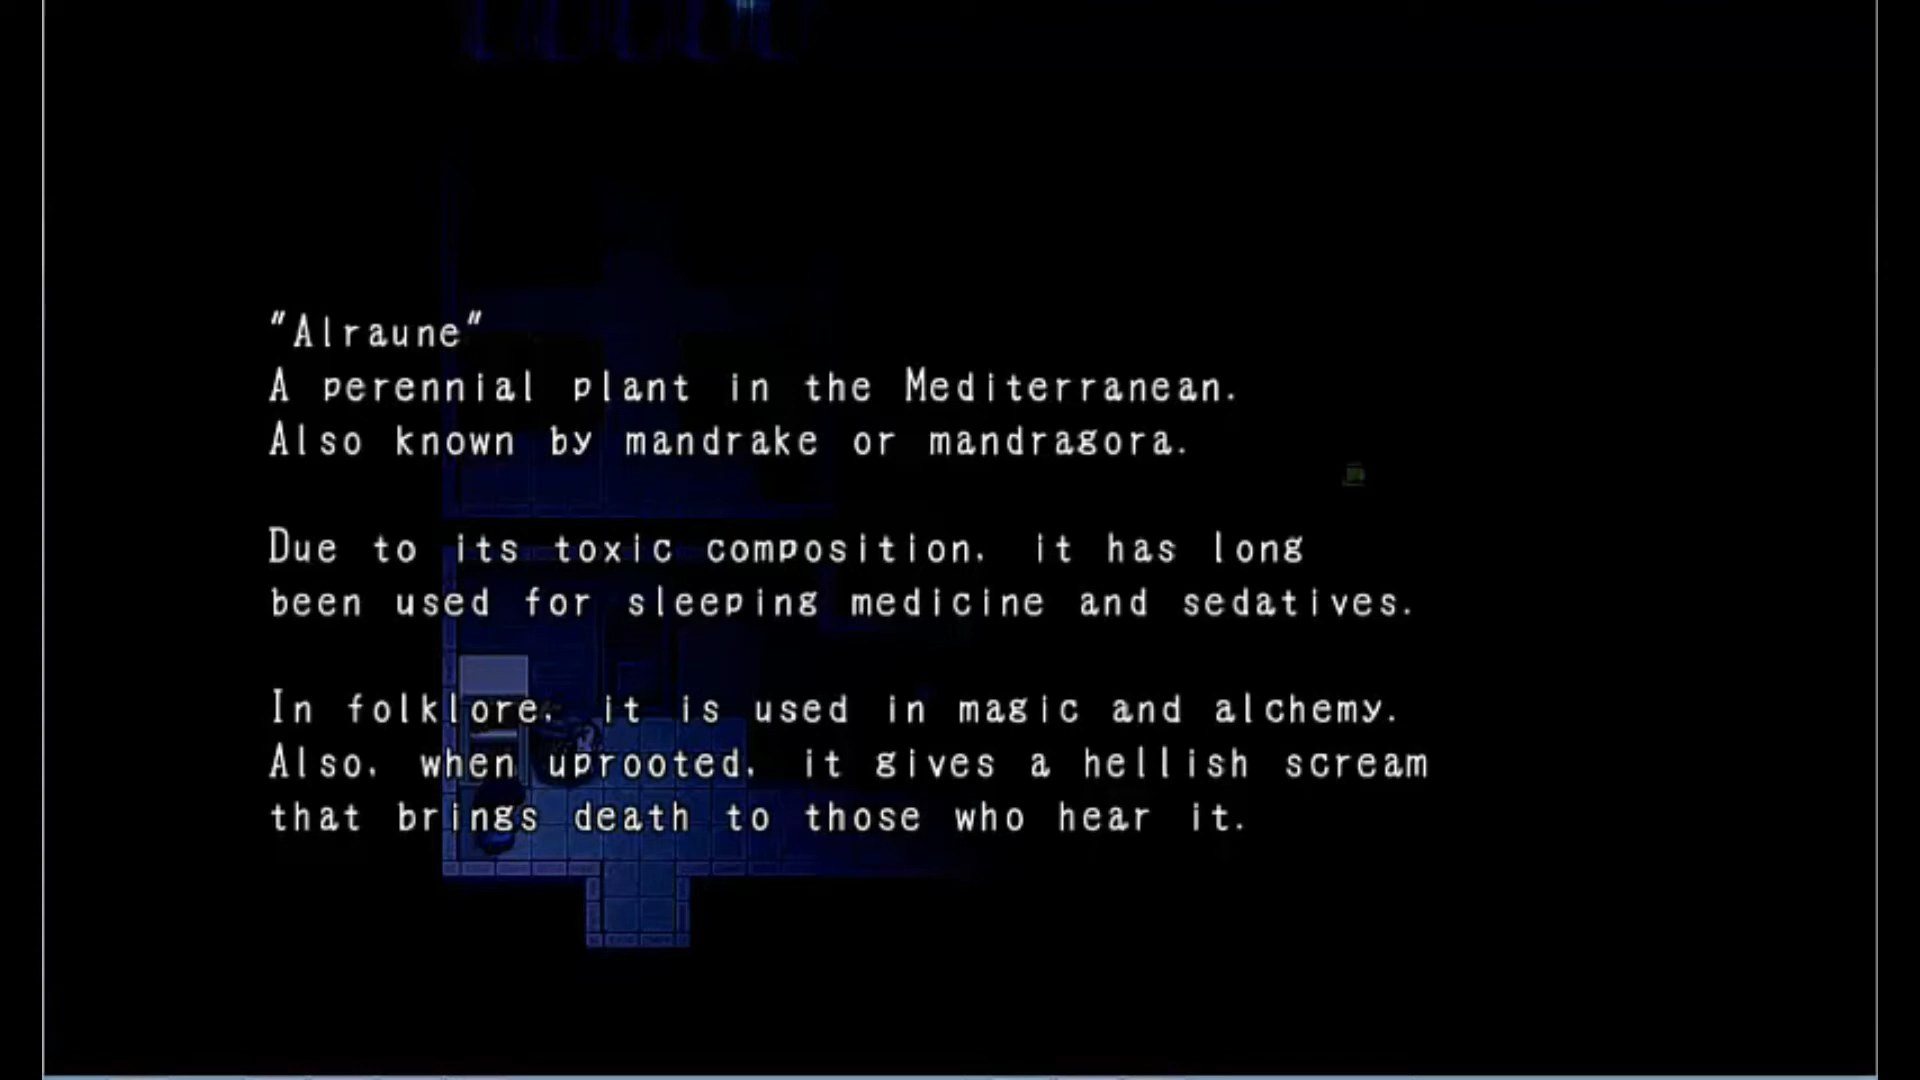 "Alraune"
A perennial plant in the Mediterranean.
Also known by mandrake or mandragora.
Due to its toxic composition, it has long
been used for sleeping medicine and sedatives.
In folklore, it is used in magic and alchemy.
Also, when uprooted, it gives a hellish scream
that brings death to those who hear it.